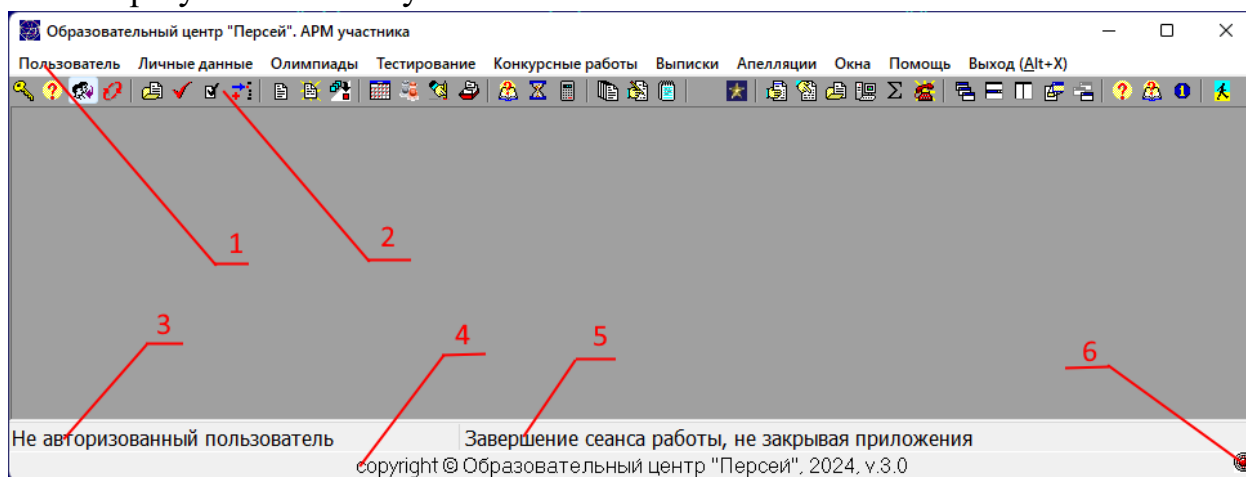 Образовательный центр "Персей". АРМ участника
Пользователь Личные данные Олимпиады Тестирование Конкурсные работы Выписки Апелляции Окна Помощь Выход (Alt+X)
1
2
3
4
5
6
Не авторизованный пользователь Завершение сеанса работы, не закрывая приложения
copyright © Образовательный центр "Персей", 2024, v.3.0